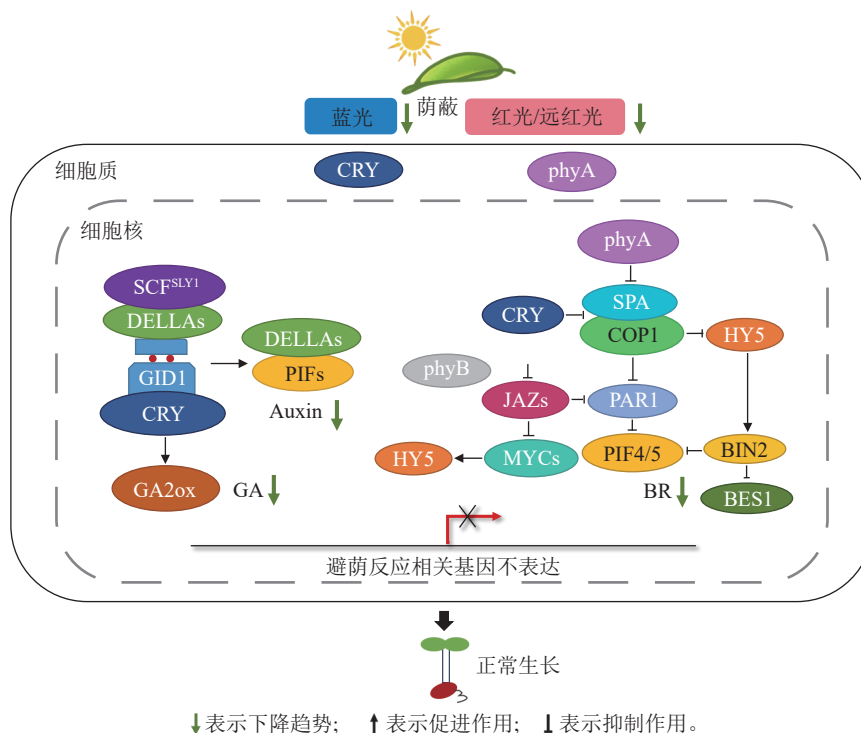 荫蔽
蓝光
红光/远红光
细胞质
CRY
phyA
细胞核
phyA
SCF^SLY1
DELLAs
SPA
CRY
COP1
HY5
DELLAs
GID1
PIFs
phyB
CRY
Auxin
JAZs
PAR1
HY5
MYCs
PIF4/5
BIN2
GA2ox
GA
BR
BES1
避荫反应相关基因不表达
正常生长
表示下降趋势; 表示促进作用; 表示抑制作用。